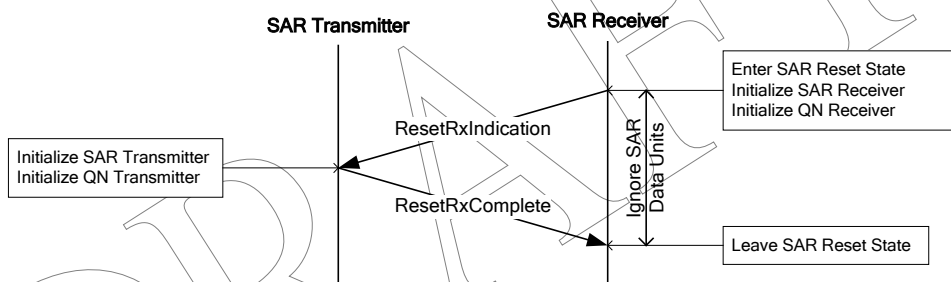 SAR Transmitter
SAR Receiver
Enter SAR Reset State
Initialize SAR Receiver
Initialize QN Receiver
ResetRxIndication
Ignore SAR
Data Units
Initialize SAR Transmitter
Initialize QN Transmitter
ResetRxComplete
Leave SAR Reset State